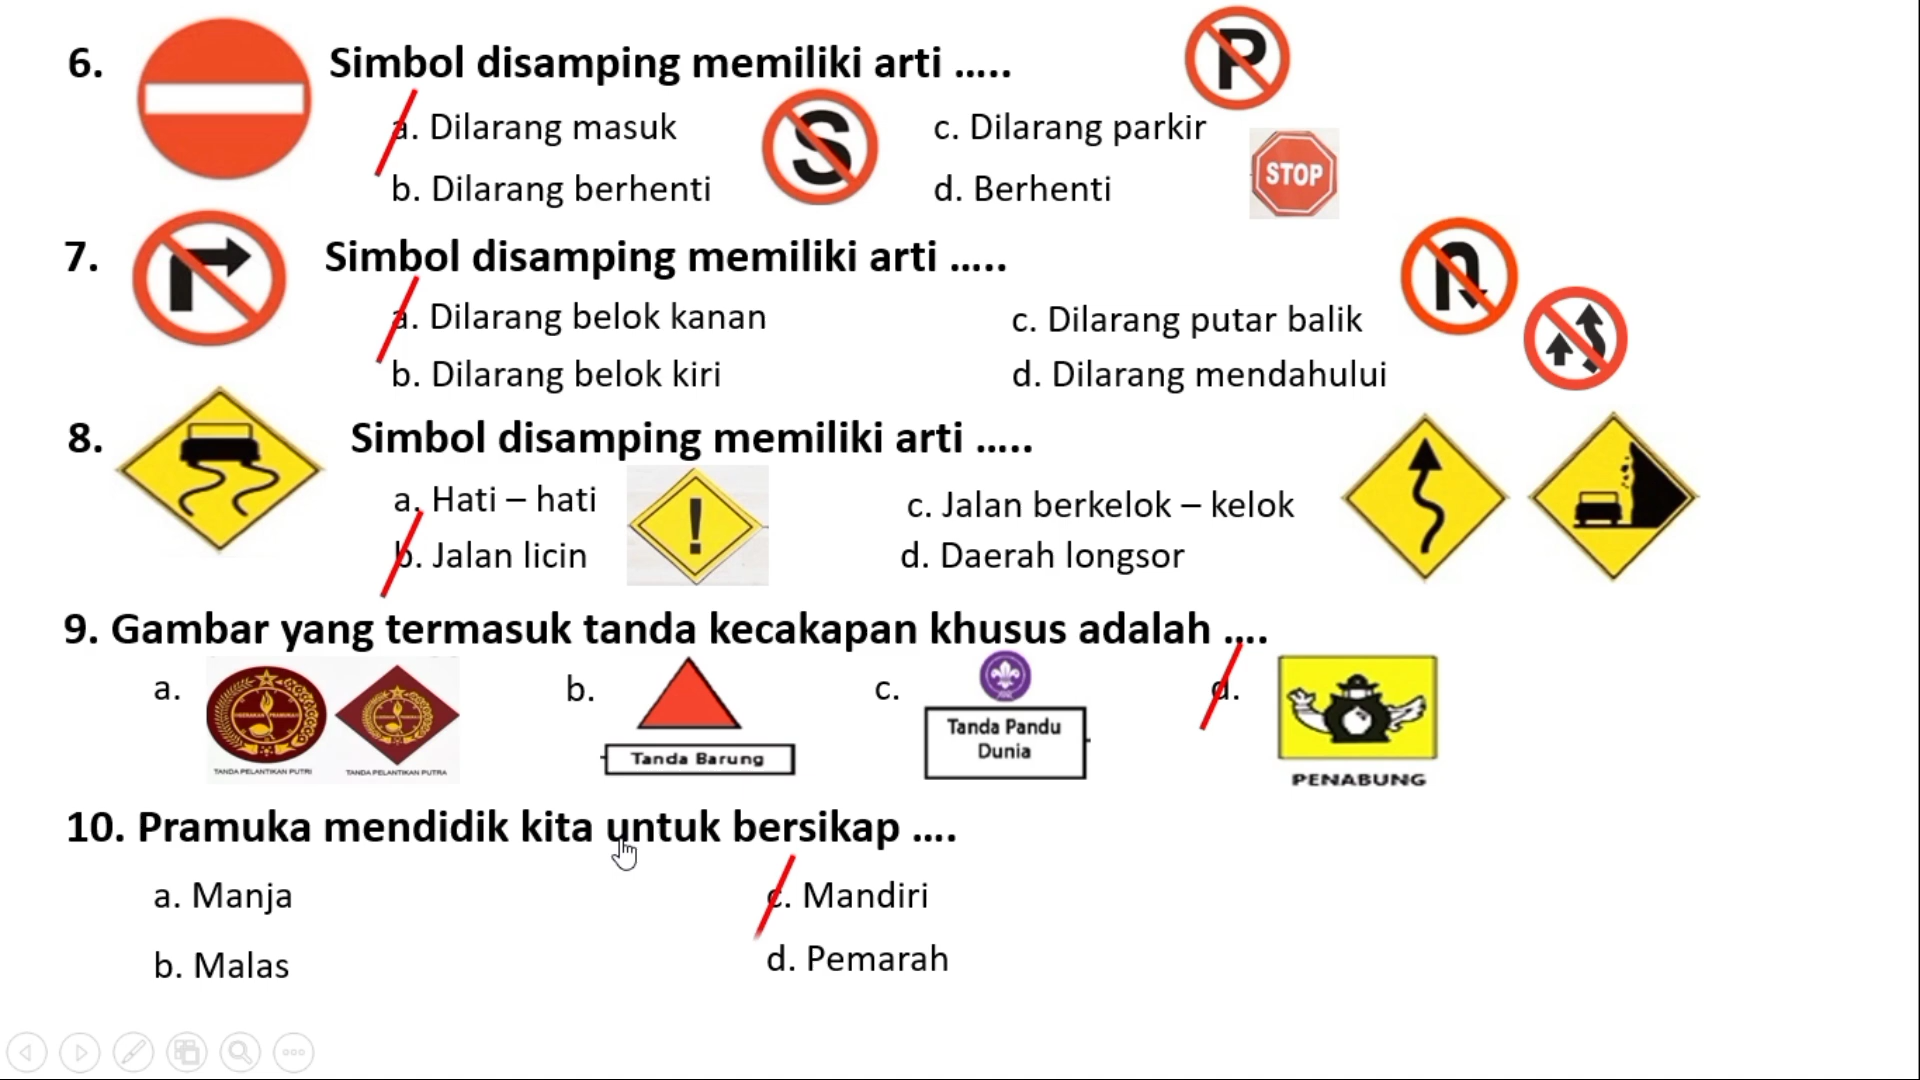 6. Simbol disamping memiliki arti .....
P
a. Dilarang masuk
S
c. Dilarang parkir
b. Dilarang berhenti
d. Berhenti
STOP
7. Simbol disamping memiliki arti .....
a. Dilarang belok kanan
c. Dilarang putar balik
b. Dilarang belok kiri
d. Dilarang mendahului
8. Simbol disamping memiliki arti .....
a. Hati – hati
!
c. Jalan berkelok – kelok
b. Jalan licin
d. Daerah longsor
9. Gambar yang termasuk tanda kecakapan khusus adalah ....
a.
TANDA PELANTIKAN PUTRI
TANDA PELANTIKAN PUTRA
b.
Tanda Barung
c.
Tanda Pandu
Dunia
d.
PENABUNG
10. Pramuka mendidik kita untuk bersikap ....
a. Manja
c. Mandiri
b. Malas
d. Pemarah